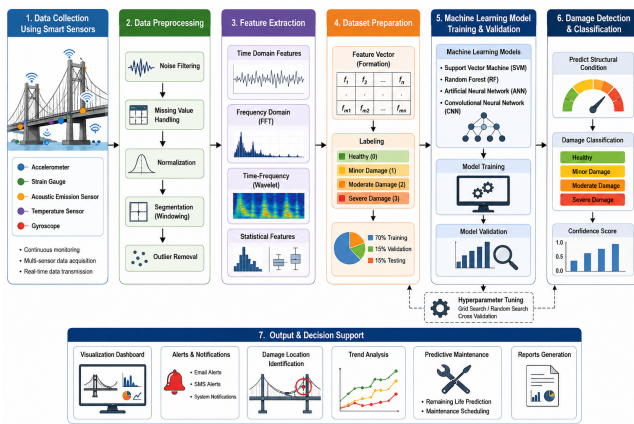 1. Data Collection
Using Smart Sensors
Accelerometer
Strain Gauge
Acoustic Emission Sensor
Temperature Sensor
Gyroscope
• Continuous monitoring
• Multi-sensor data acquisition
• Real-time data transmission
2. Data Preprocessing
Noise Filtering
Missing Value
Handling
Normalization
Segmentation
(Windowing)
Outlier Removal
3. Feature Extraction
Time Domain Features
Frequency Domain
(FFT)
Time-Frequency
(Wavelet)
Statistical Features
4. Dataset Preparation
Feature Vector
(Formation)
f1 f2 ... fn
. . . .
fm1 fm2 ... fmn
Labeling
Healthy (0)
Minor Damage (1)
Moderate Damage (2)
Severe Damage (3)
70% Training
15% Validation
15% Testing
5. Machine Learning Model
Training & Validation
Machine Learning Models
• Support Vector Machine (SVM)
• Random Forest (RF)
• Artificial Neural Network (ANN)
• Convolutional Neural Network
(CNN)
Model Training
Model Validation
Hyperparameter Tuning
Grid Search / Random Search
Cross Validation
6. Damage Detection
& Classification
Predict Structural
Condition
Damage Classification
Healthy
Minor Damage
Moderate Damage
Severe Damage
Confidence Score
1.0
0.5
0
7. Output & Decision Support
Visualization Dashboard
Alerts & Notifications
• Email Alerts
• SMS Alerts
• System Notifications
Damage Location
Identification
Trend Analysis
Predictive Maintenance
• Remaining Life Prediction
• Maintenance Scheduling
Reports Generation